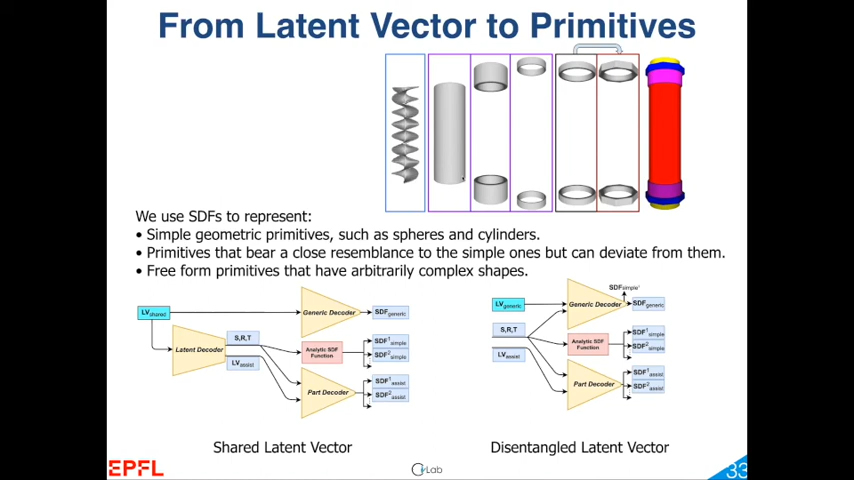 From Latent Vector to Primitives
We use SDFs to represent:
• Simple geometric primitives, such as spheres and cylinders.
• Primitives that bear a close resemblance to the simple ones but can deviate from them.
• Free form primitives that have arbitrarily complex shapes.
LVshared
Latent Decoder
S,R,T
LVassist
Generic Decoder
SDFgeneric
Analytic SDF
Function
SDF¹simple
SDF²simple
Part Decoder
SDF¹assist
SDF²assist
Shared Latent Vector
LVgeneric
S,R,T
LVassist
Generic Decoder
SDFsimple'
SDFgeneric
Analytic SDF
Function
SDF¹simple
SDF²simple
Part Decoder
SDF¹assist
SDF²assist
Disentangled Latent Vector
EPFL
CVLab
33